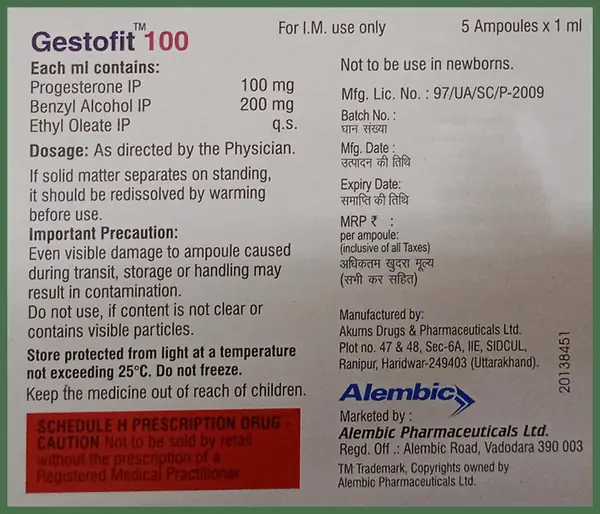 Gestofit™ 100
Each ml contains:
Progesterone IP 100 mg
Benzyl Alcohol IP 200 mg
Ethyl Oleate IP q.s.
Dosage: As directed by the Physician.
If solid matter separates on standing,
it should be redissolved by warming
before use.
Important Precaution:
Even visible damage to ampoule caused
during transit, storage or handling may
result in contamination.
Do not use, if content is not clear or
contains visible particles.
Store protected from light at a temperature
not exceeding 25°C. Do not freeze.
Keep the medicine out of reach of children.
SCHEDULE H PRESCRIPTION DRUG -
CAUTION Not to be sold by retail
without the prescription of a
Registered Medical Practitioner
For I.M. use only 5 Ampoules x 1 ml
Not to be used in newborns.
Mfg. Lic. No. : 97/UA/SC/P-2009
Batch No. :
घान संख्या
Mfg. Date :
उत्पादन की तिथि
Expiry Date:
समाप्ति की तिथि
MRP ₹ :
per ampoule:
(inclusive of all Taxes)
अधिकतम खुदरा मूल्य
(सभी कर सहित)
Manufactured by:
Akums Drugs & Pharmaceuticals Ltd.
Plot no. 47 & 48, Sec-6A, IIE, SIDCUL,
Ranipur, Haridwar-249403 (Uttarakhand).
20138451
Alembic
Marketed by :
Alembic Pharmaceuticals Ltd.
Regd. Off .: Alembic Road, Vadodara 390 003
TM Trademark, Copyrights owned by
Alembic Pharmaceuticals Ltd.